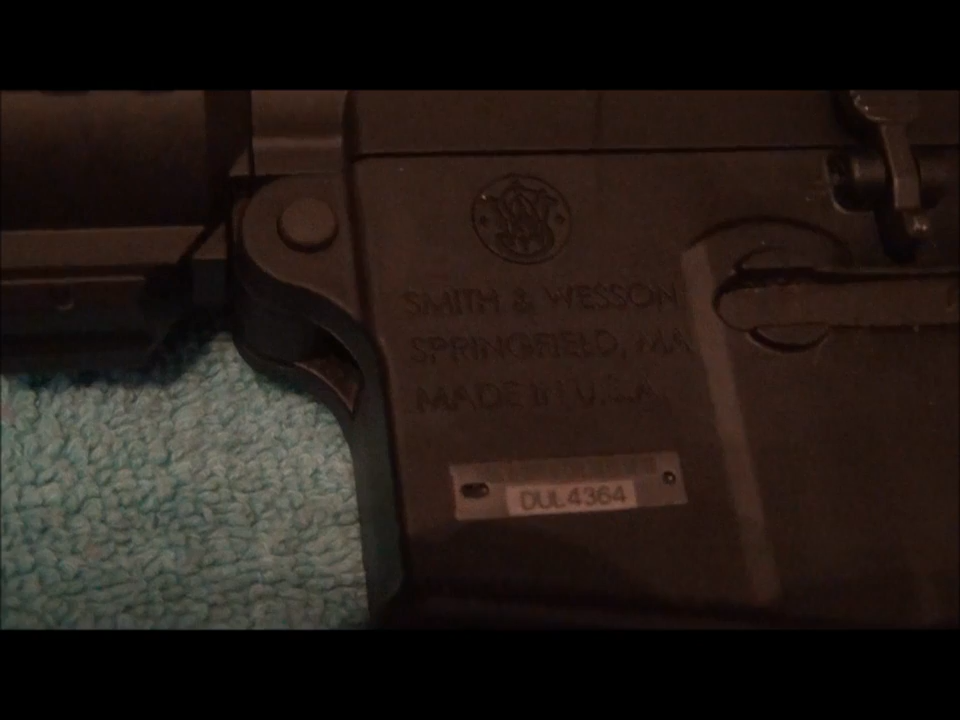 SMITH & WESSON
SPRINGFIELD, MA
MADE IN U.S.A.
DUL4364